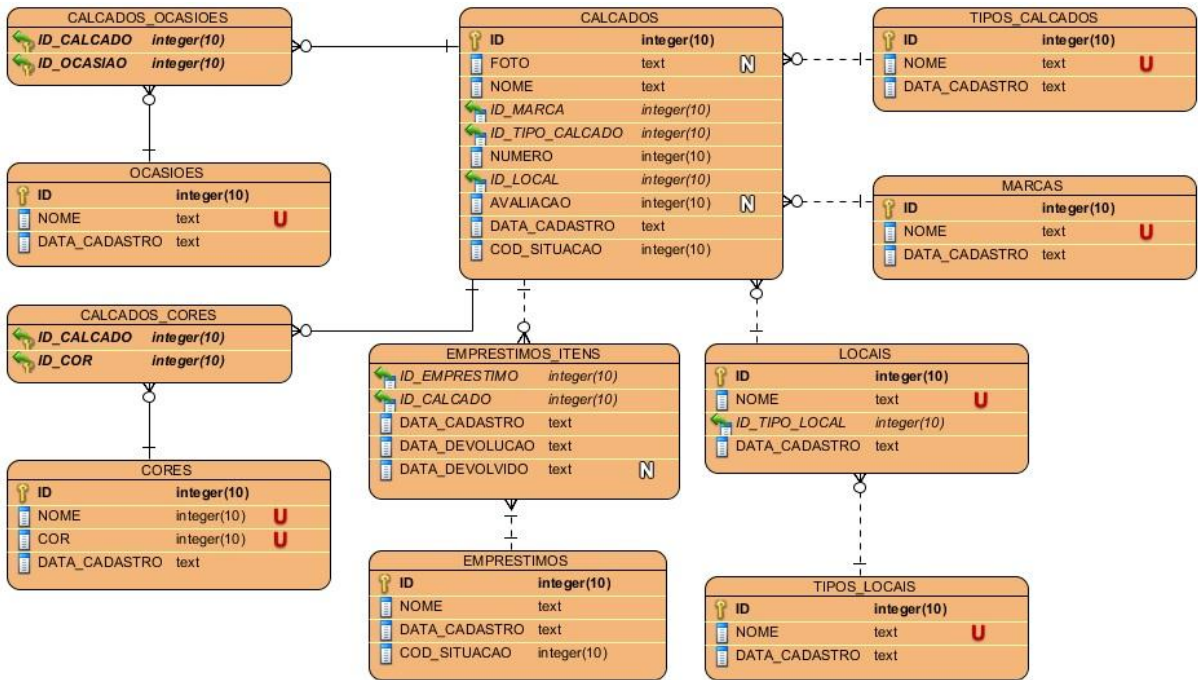 CALCADOS_OCASIOES
ID_CALCADO integer(10)
ID_OCASIAO integer(10)
OCASIOES
ID integer(10)
NOME text U
DATA_CADASTRO text
CALCADOS_CORES
ID_CALCADO integer(10)
ID_COR integer(10)
CORES
ID integer(10)
NOME integer(10) U
COR integer(10) U
DATA_CADASTRO text
CALCADOS
ID integer(10)
FOTO text N
NOME text
ID_MARCA integer(10)
ID_TIPO_CALCADO integer(10)
NUMERO integer(10)
ID_LOCAL integer(10)
AVALIACAO integer(10) N
DATA_CADASTRO text
COD_SITUACAO integer(10)
EMPRESTIMOS_ITENS
ID_EMPRESTIMO integer(10)
ID_CALCADO integer(10)
DATA_CADASTRO text
DATA_DEVOLUCAO text
DATA_DEVOLVIDO text N
EMPRESTIMOS
ID integer(10)
NOME text
DATA_CADASTRO text
COD_SITUACAO integer(10)
TIPOS_CALCADOS
ID integer(10)
NOME text U
DATA_CADASTRO text
MARCAS
ID integer(10)
NOME text U
DATA_CADASTRO text
LOCAIS
ID integer(10)
NOME text U
ID_TIPO_LOCAL integer(10)
DATA_CADASTRO text
TIPOS_LOCAIS
ID integer(10)
NOME text U
DATA_CADASTRO text